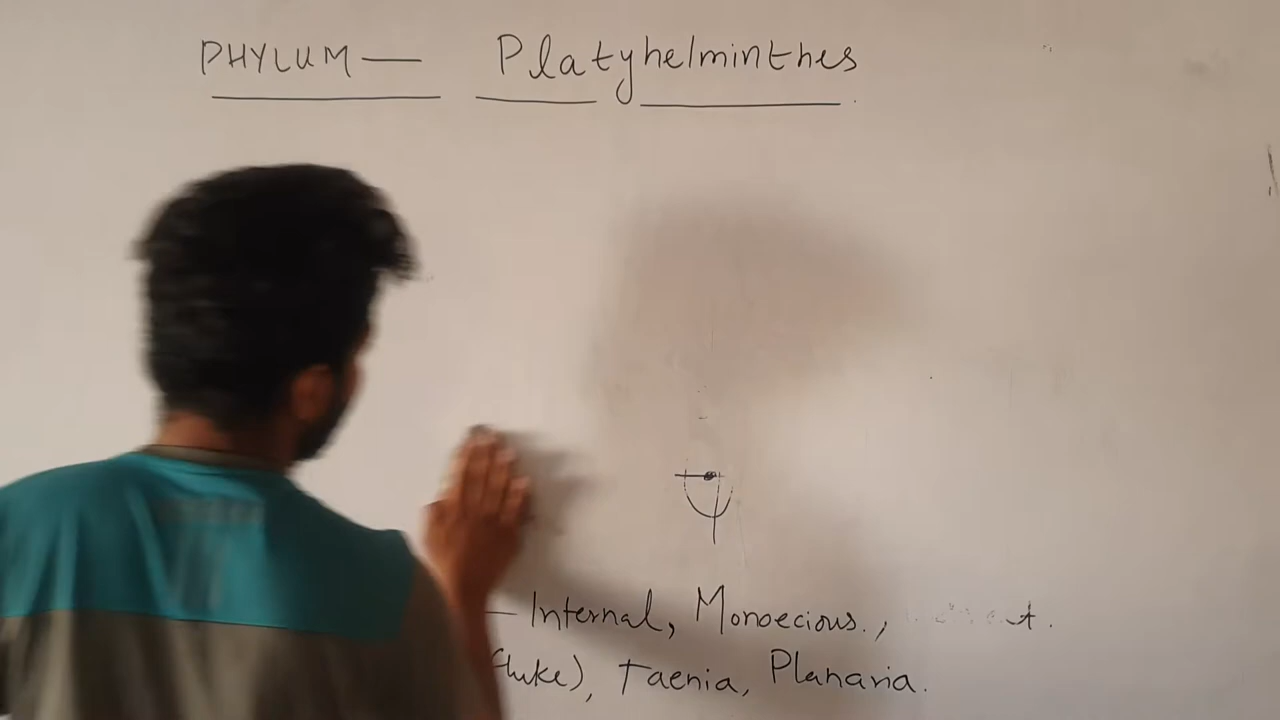 PHYLUM — Platyhelminthes
— Internal, Monoecious.,
fluke), Taenia, Planaria.